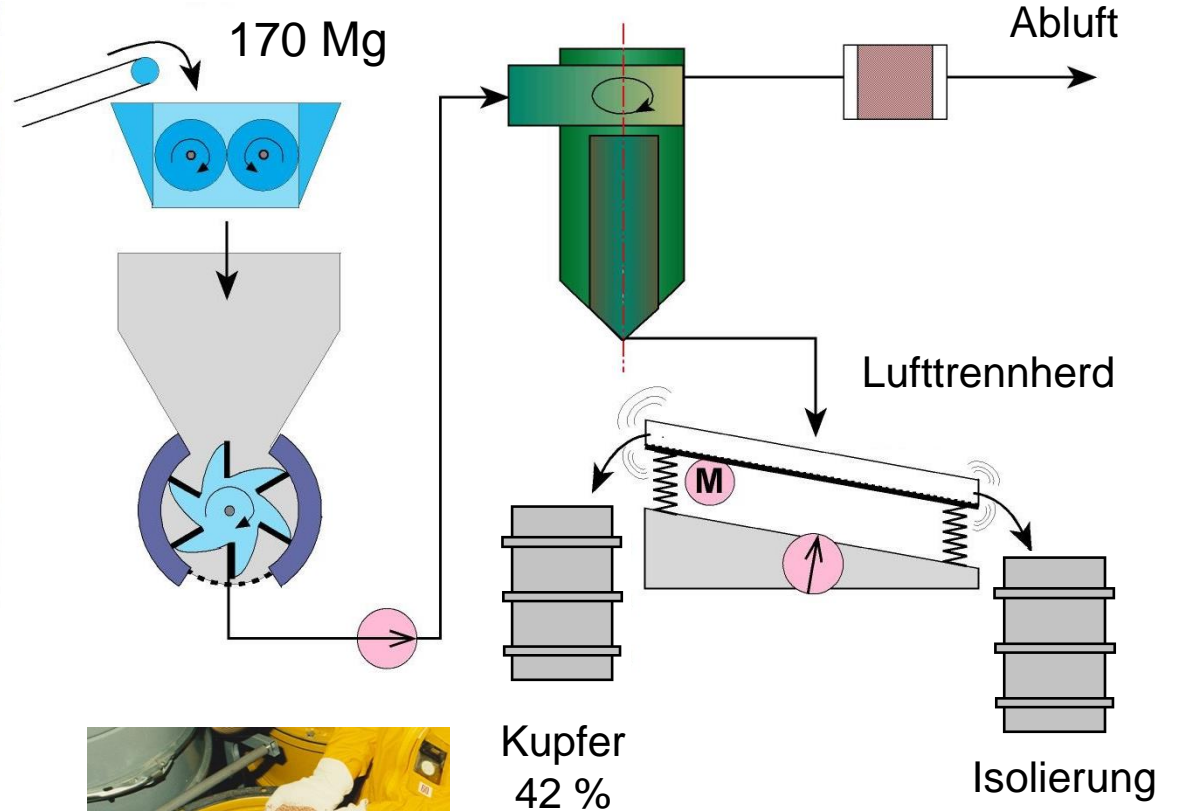 170 Mg
Abluft
Lufttrennherd
M
Kupfer
42 %
Isolierung